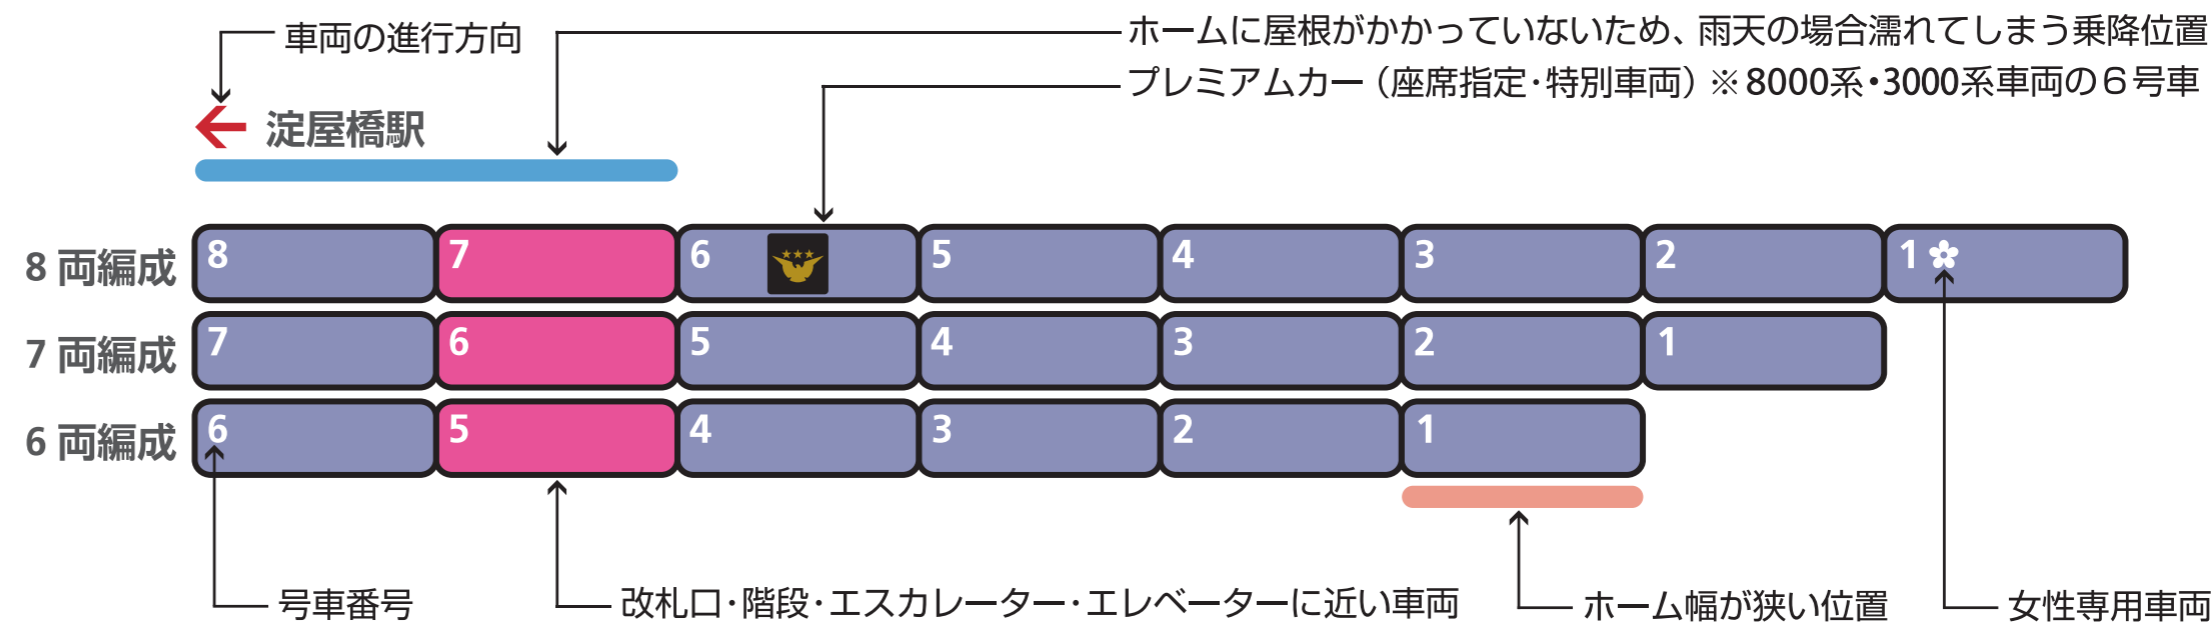 車両の進行方向
ホームに屋根がかかっていないため、雨天の場合濡れてしまう乗降位置
プレミアムカー（座席指定・特別車両）※8000系・3000系車両の６号車
淀屋橋駅
8 両編成 8 7 6 5 4 3 2 1
7 両編成 7 6 5 4 3 2 1
6 両編成 6 5 4 3 2 1
号車番号
改札口・階段・エスカレーター・エレベーターに近い車両
ホーム幅が狭い位置
女性専用車両